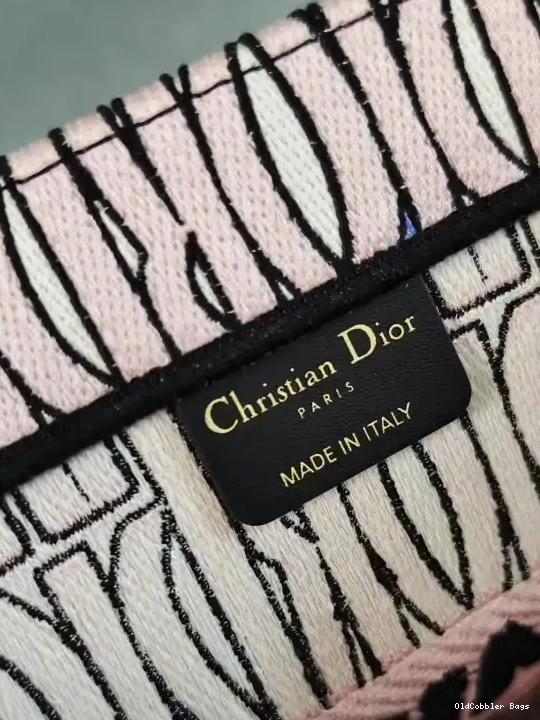 Christian Dior
PARIS
MADE IN ITALY
OldCobbler Bags